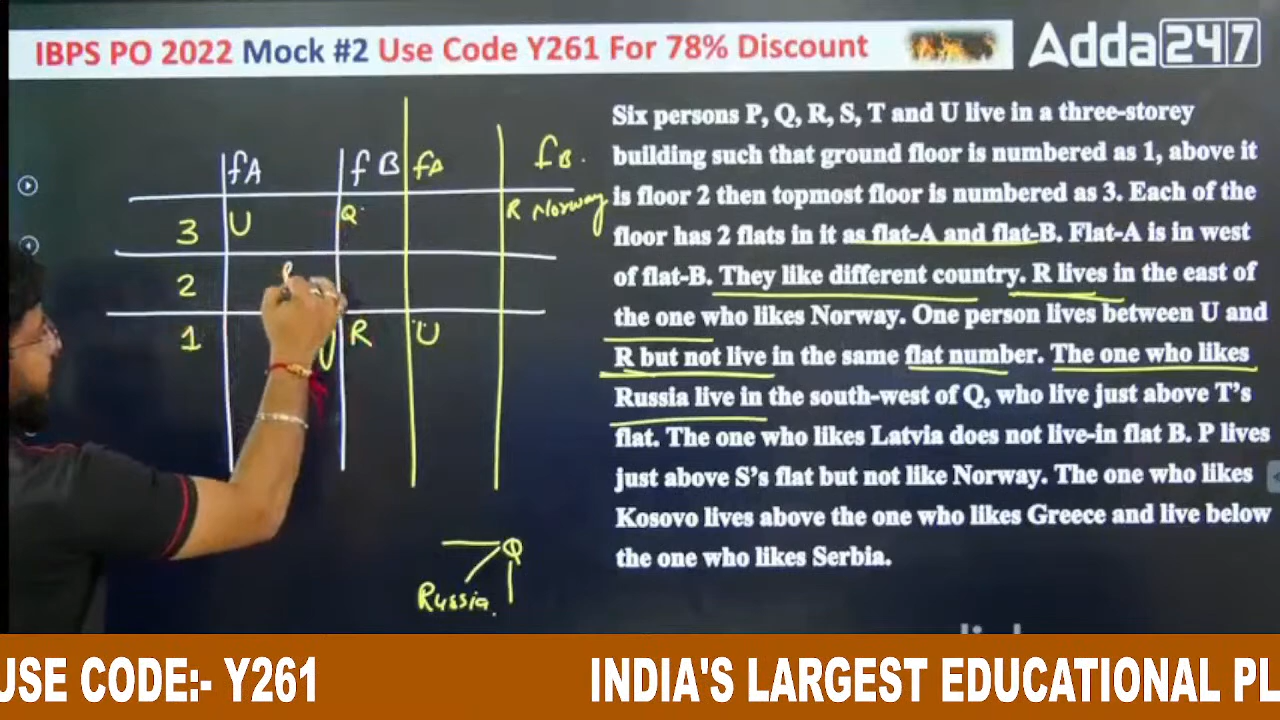 IBPS PO 2022 Mock #2 Use Code Y261 For 78% Discount
Adda247
Six persons P, Q, R, S, T and U live in a three-storey
building such that ground floor is numbered as 1, above it
is floor 2 then topmost floor is numbered as 3. Each of the
floor has 2 flats in it as flat-A and flat-B. Flat-A is in west
of flat-B. They like different country. R lives in the east of
the one who likes Norway. One person lives between U and
R but not live in the same flat number. The one who likes
Russia live in the south-west of Q, who live just above T's
flat. The one who likes Latvia does not live-in flat B. P lives
just above S's flat but not like Norway. The one who likes
Kosovo lives above the one who likes Greece and live below
the one who likes Serbia.
fA fB fA fB.
3 U Q R Norway
2
1 R U
Q
Russia.
USE CODE:- Y261
INDIA'S LARGEST EDUCATIONAL PL